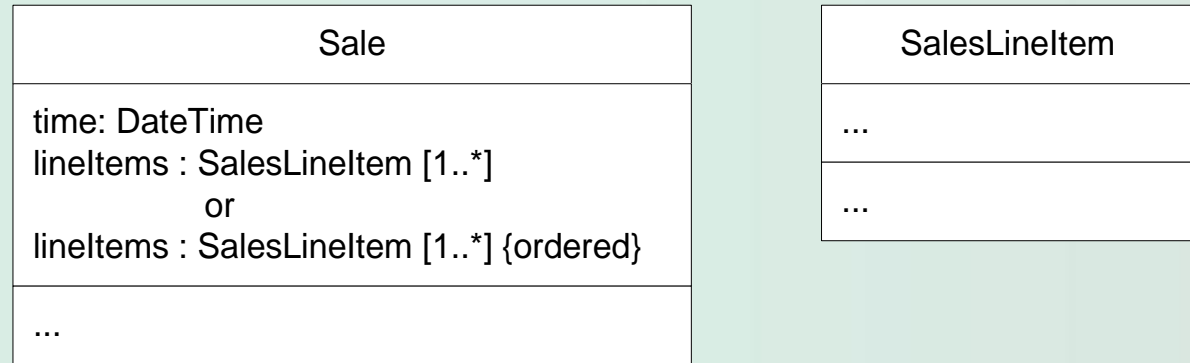 Sale
time: DateTime
lineItems : SalesLineItem [1..*]
or
lineItems : SalesLineItem [1..*] {ordered}
...
SalesLineItem
...
...